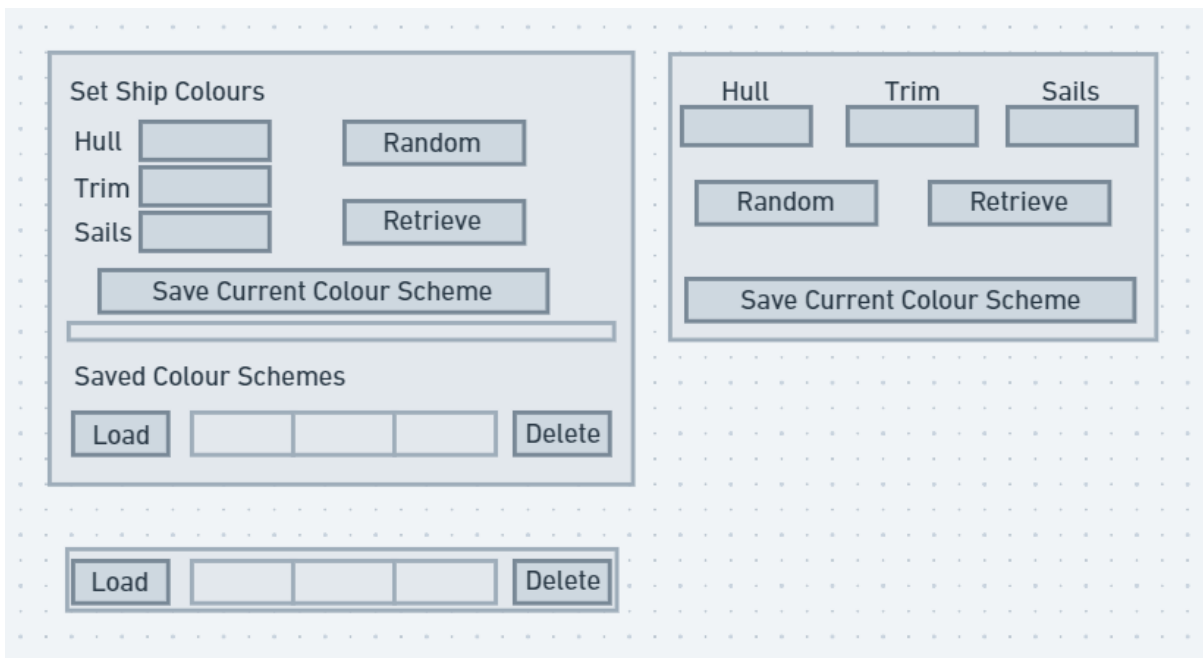 Set Ship Colours
Hull
Random
Trim
Retrieve
Sails
Save Current Colour Scheme
Saved Colour Schemes
Load
Delete
Load
Delete
Hull Trim Sails
Random Retrieve
Save Current Colour Scheme